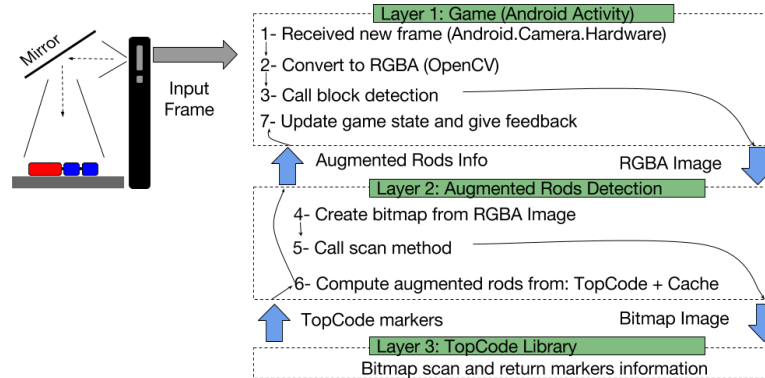 Mirror
Input
Frame
Layer 1: Game (Android Activity)
1- Received new frame (Android.Camera.Hardware)
2- Convert to RGBA (OpenCV)
3- Call block detection
7- Update game state and give feedback
Augmented Rods Info
RGBA Image
Layer 2: Augmented Rods Detection
4- Create bitmap from RGBA Image
5- Call scan method
6- Compute augmented rods from: TopCode + Cache
TopCode markers
Bitmap Image
Layer 3: TopCode Library
Bitmap scan and return markers information